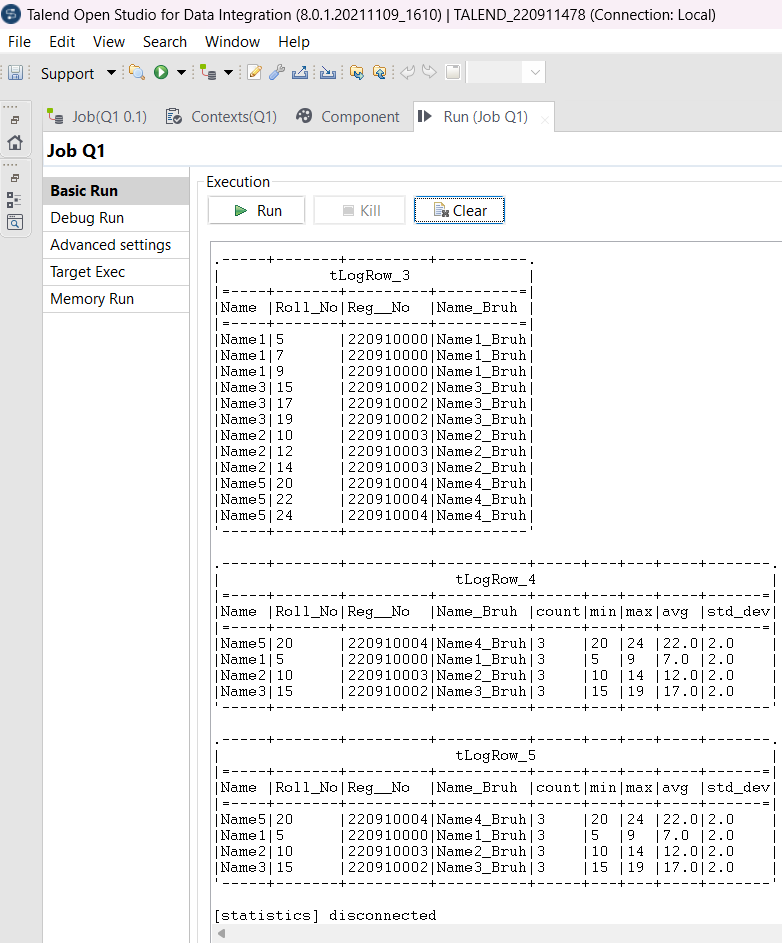 Talend Open Studio for Data Integration (8.0.1.20211109_1610) | TALEND_220911478 (Connection: Local)
File Edit View Search Window Help
Support
Job(Q1 0.1) Contexts(Q1) Component Run (Job Q1)
Job Q1
Basic Run
Debug Run
Advanced settings
Target Exec
Memory Run
Execution
Run Kill Clear
.-----+-------+---------+----------.
|            tLogRow_3             |
|=----+-------+---------+---------=|
|Name |Roll_No|Reg__No  |Name_Bruh |
|=----+-------+---------+---------=|
|Name1|5      |220910000|Name1_Bruh|
|Name1|7      |220910000|Name1_Bruh|
|Name1|9      |220910000|Name1_Bruh|
|Name3|15     |220910002|Name3_Bruh|
|Name3|17     |220910002|Name3_Bruh|
|Name3|19     |220910002|Name3_Bruh|
|Name2|10     |220910003|Name2_Bruh|
|Name2|12     |220910003|Name2_Bruh|
|Name2|14     |220910003|Name2_Bruh|
|Name5|20     |220910004|Name4_Bruh|
|Name5|22     |220910004|Name4_Bruh|
|Name5|24     |220910004|Name4_Bruh|
'-----+-------+---------+----------'
.-----+-------+---------+----------+-----+---+---+----+-------.
|                          tLogRow_4                          |
|=----+-------+---------+----------+-----+---+---+----+------=|
|Name |Roll_No|Reg__No  |Name_Bruh |count|min|max|avg |std_dev|
|=----+-------+---------+----------+-----+---+---+----+------=|
|Name5|20     |220910004|Name4_Bruh|3    |20 |24 |22.0|2.0    |
|Name1|5      |220910000|Name1_Bruh|3    |5  |9  |7.0 |2.0    |
|Name2|10     |220910003|Name2_Bruh|3    |10 |14 |12.0|2.0    |
|Name3|15     |220910002|Name3_Bruh|3    |15 |19 |17.0|2.0    |
'-----+-------+---------+----------+-----+---+---+----+-------'
.-----+-------+---------+----------+-----+---+---+----+-------.
|                          tLogRow_5                          |
|=----+-------+---------+----------+-----+---+---+----+------=|
|Name |Roll_No|Reg__No  |Name_Bruh |count|min|max|avg |std_dev|
|=----+-------+---------+----------+-----+---+---+----+------=|
|Name5|20     |220910004|Name4_Bruh|3    |20 |24 |22.0|2.0    |
|Name1|5      |220910000|Name1_Bruh|3    |5  |9  |7.0 |2.0    |
|Name2|10     |220910003|Name2_Bruh|3    |10 |14 |12.0|2.0    |
|Name3|15     |220910002|Name3_Bruh|3    |15 |19 |17.0|2.0    |
'-----+-------+---------+----------+-----+---+---+----+-------'
[statistics] disconnected